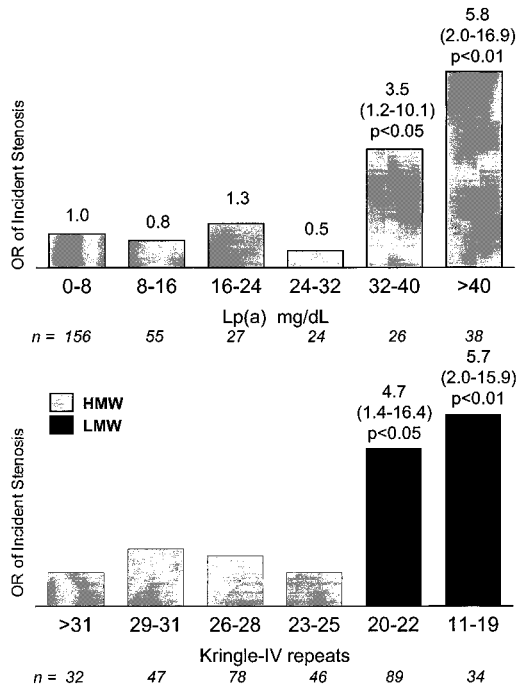 5.8
(2.0-16.9)
p<0.01
3.5
(1.2-10.1)
p<0.05
OR of Incident Stenosis
1.0
0.8
1.3
0.5
0-8 8-16 16-24 24-32 32-40 >40
Lp(a) mg/dL
n = 156 55 27 24 26 38
5.7
(2.0-15.9)
p<0.01
4.7
(1.4-16.4)
p<0.05
HMW
LMW
OR of Incident Stenosis
>31 29-31 26-28 23-25 20-22 11-19
Kringle-IV repeats
n = 32 47 78 46 89 34